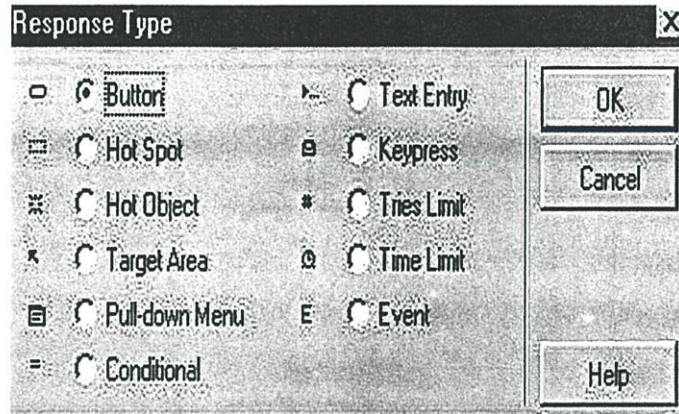 Response Type
Button
Hot Spot
Hot Object
Target Area
Pull-down Menu
Conditional
Text Entry
Keypress
# Tries Limit
Time Limit
E Event
OK
Cancel
Help